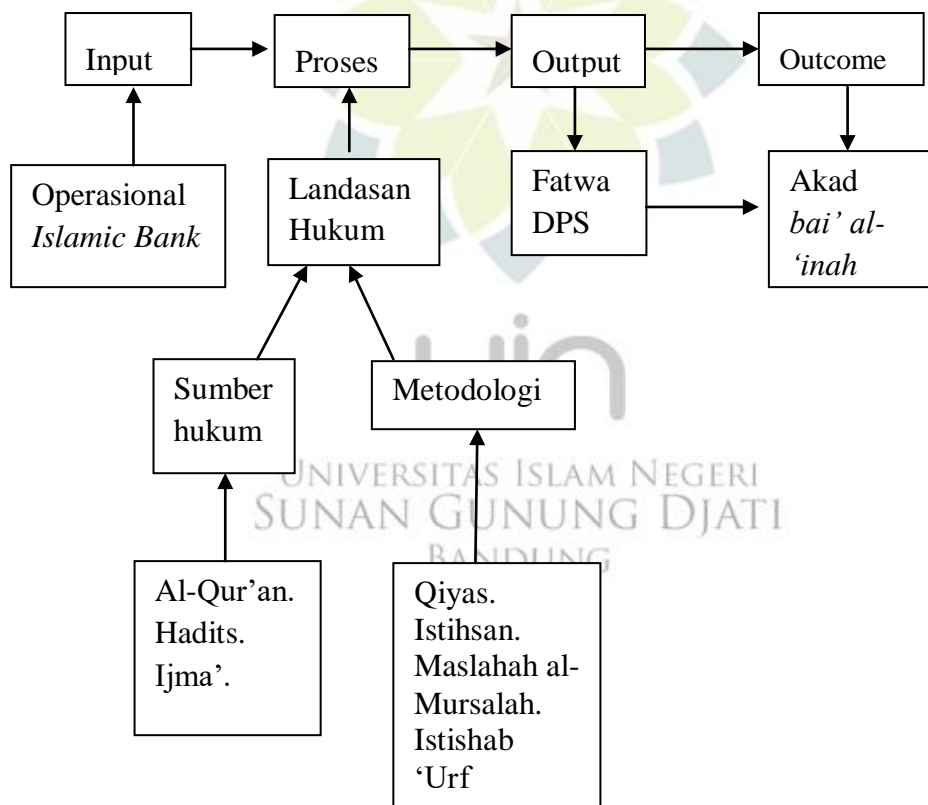 Input
Proses
Output
Outcome
Operasional
Islamic Bank
Landasan
Hukum
Fatwa
DPS
Akad
bai’ al-
‘inah
uin
Sumber
hukum
Metodologi
UNIVERSITAS ISLAM NEGERI
SUNAN GUNUNG DJATI
BANDUNG
Al-Qur’an.
Hadits.
Ijma’.
Qiyas.
Istihsan.
Maslahah al-
Mursalah.
Istishab
‘Urf